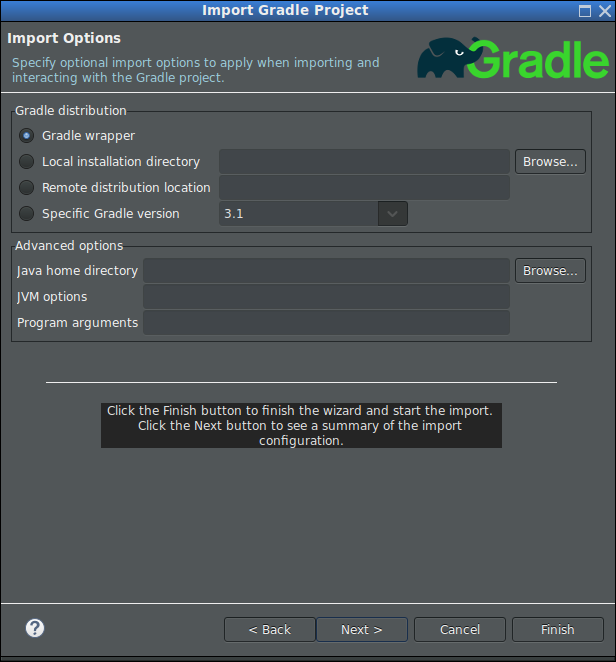 Import Gradle Project
Import Options
Specify optional import options to apply when importing and
interacting with the Gradle project.
Gradle
Gradle distribution
Gradle wrapper
Local installation directory
Browse...
Remote distribution location
Specific Gradle version
3.1
Advanced options
Java home directory
Browse...
JVM options
Program arguments
Click the Finish button to finish the wizard and start the import.
Click the Next button to see a summary of the import
configuration.
?
< Back
Next >
Cancel
Finish